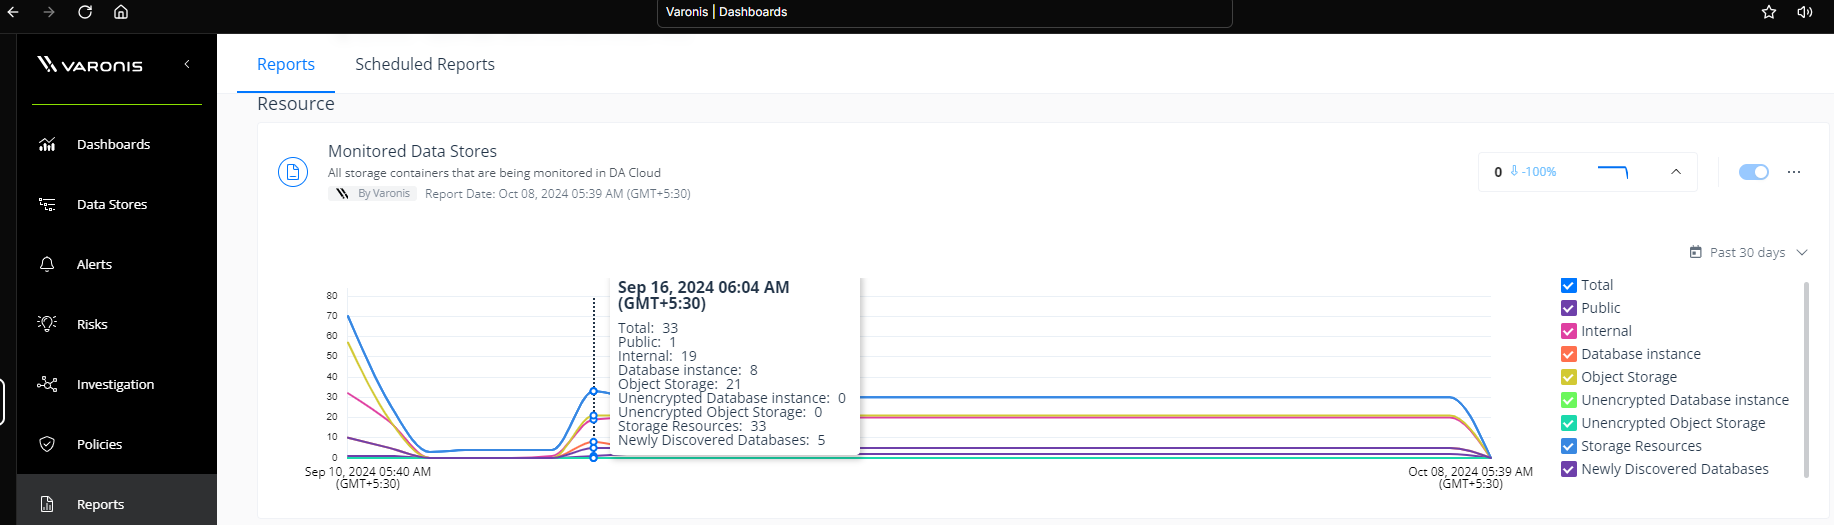 Varonis | Dashboards
VARONIS
Dashboards
Data Stores
Alerts
Risks
Investigation
Policies
Reports
Reports
Scheduled Reports
Resource
Monitored Data Stores
All storage containers that are being monitored in DA Cloud
By Varonis
Report Date: Oct 08, 2024 05:39 AM (GMT+5:30)
0 -100%
Past 30 days
80
70
60
50
40
30
20
10
0
Sep 10, 2024 05:40 AM
(GMT+5:30)
Sep 16, 2024 06:04 AM
(GMT+5:30)
Total: 33
Public: 1
Internal: 19
Database instance: 8
Object Storage: 21
Unencrypted Database instance: 0
Unencrypted Object Storage: 0
Storage Resources: 33
Newly Discovered Databases: 5
Oct 08, 2024 05:39 AM
(GMT+5:30)
Total
Public
Internal
Database instance
Object Storage
Unencrypted Database instance
Unencrypted Object Storage
Storage Resources
Newly Discovered Databases